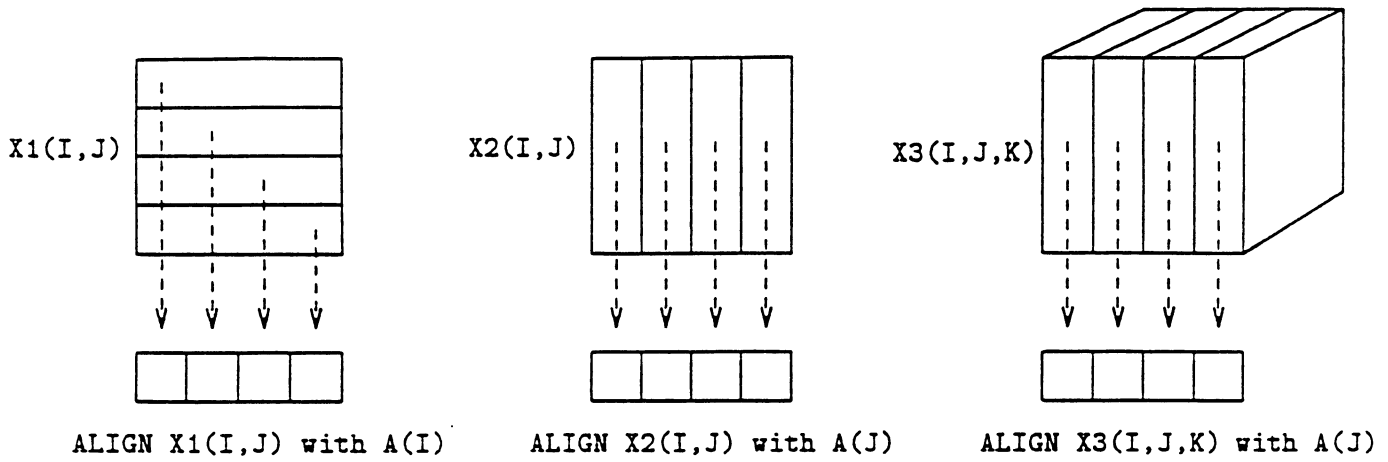 X1(I,J)
X2(I,J)
X3(I,J,K)
ALIGN X1(I,J) with A(I)
ALIGN X2(I,J) with A(J)
ALIGN X3(I,J,K) with A(J)